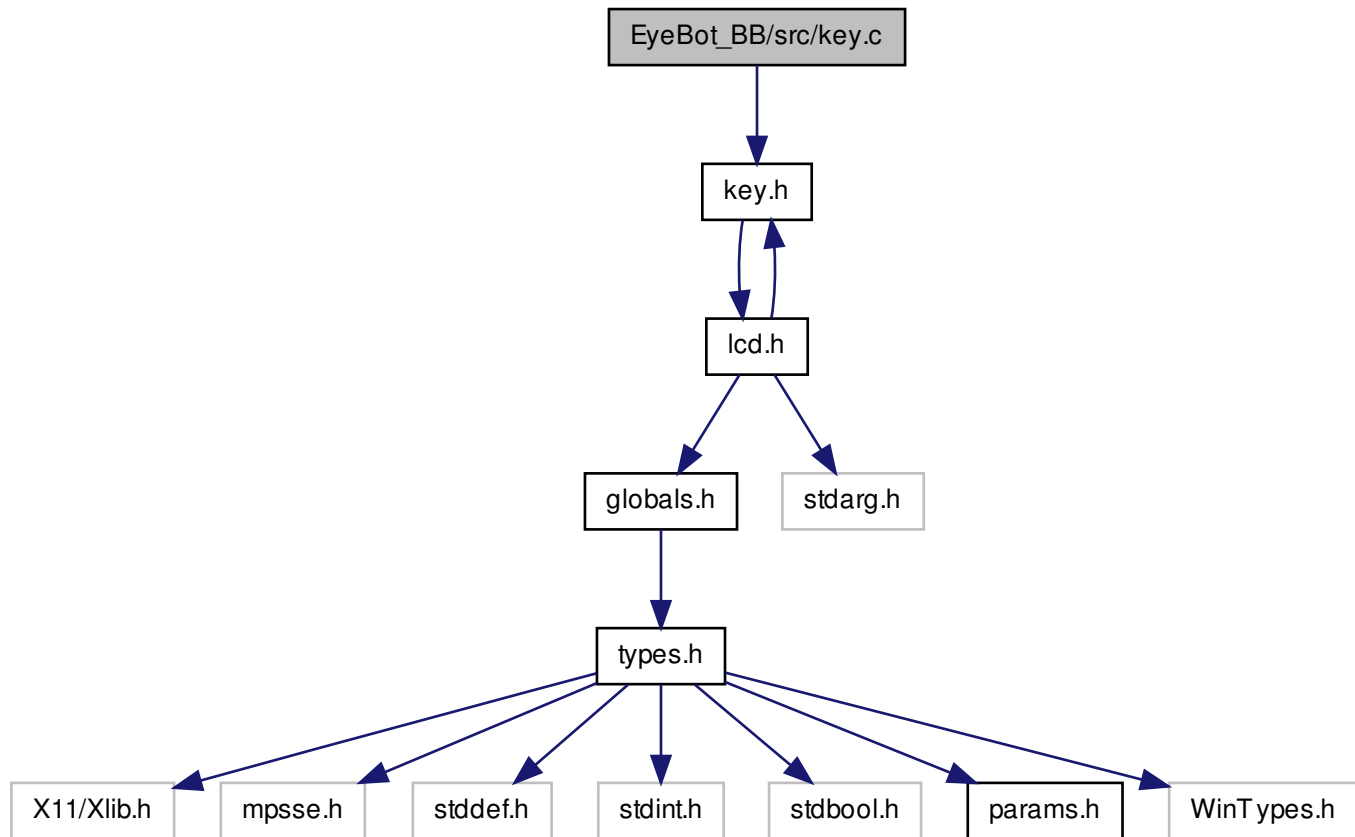 EyeBot_BB/src/key.c
key.h
lcd.h
globals.h
stdarg.h
types.h
X11/Xlib.h
mpsse.h
stddef.h
stdint.h
stdbool.h
params.h
WinTypes.h